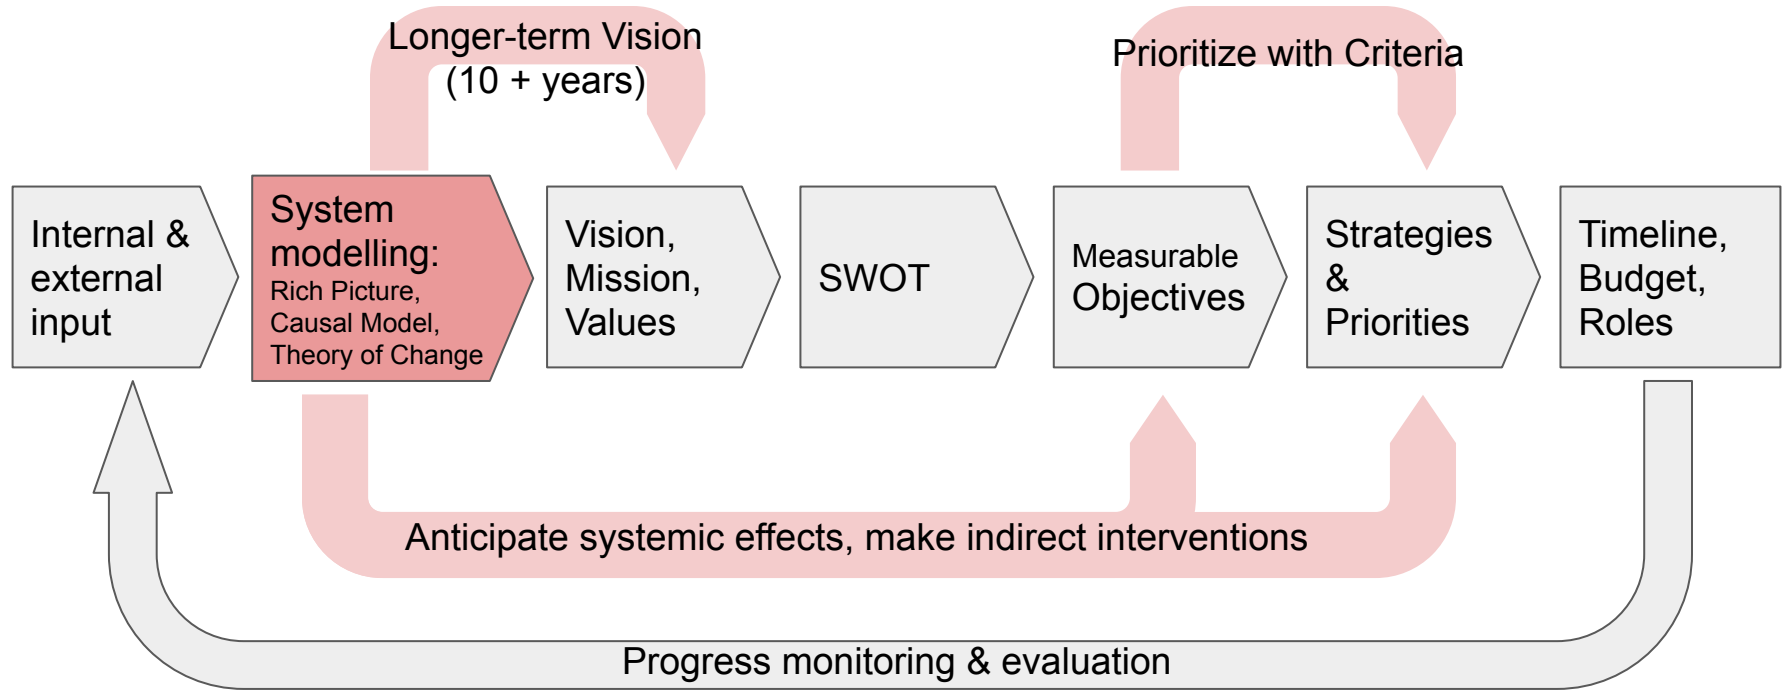 Longer-term Vision
(10 + years)
Prioritize with Criteria
Internal &
external
input
System
modelling:
Rich Picture,
Causal Model,
Theory of Change
Vision,
Mission,
Values
SWOT
Measurable
Objectives
Strategies
&
Priorities
Timeline,
Budget,
Roles
Anticipate systemic effects, make indirect interventions
Progress monitoring & evaluation